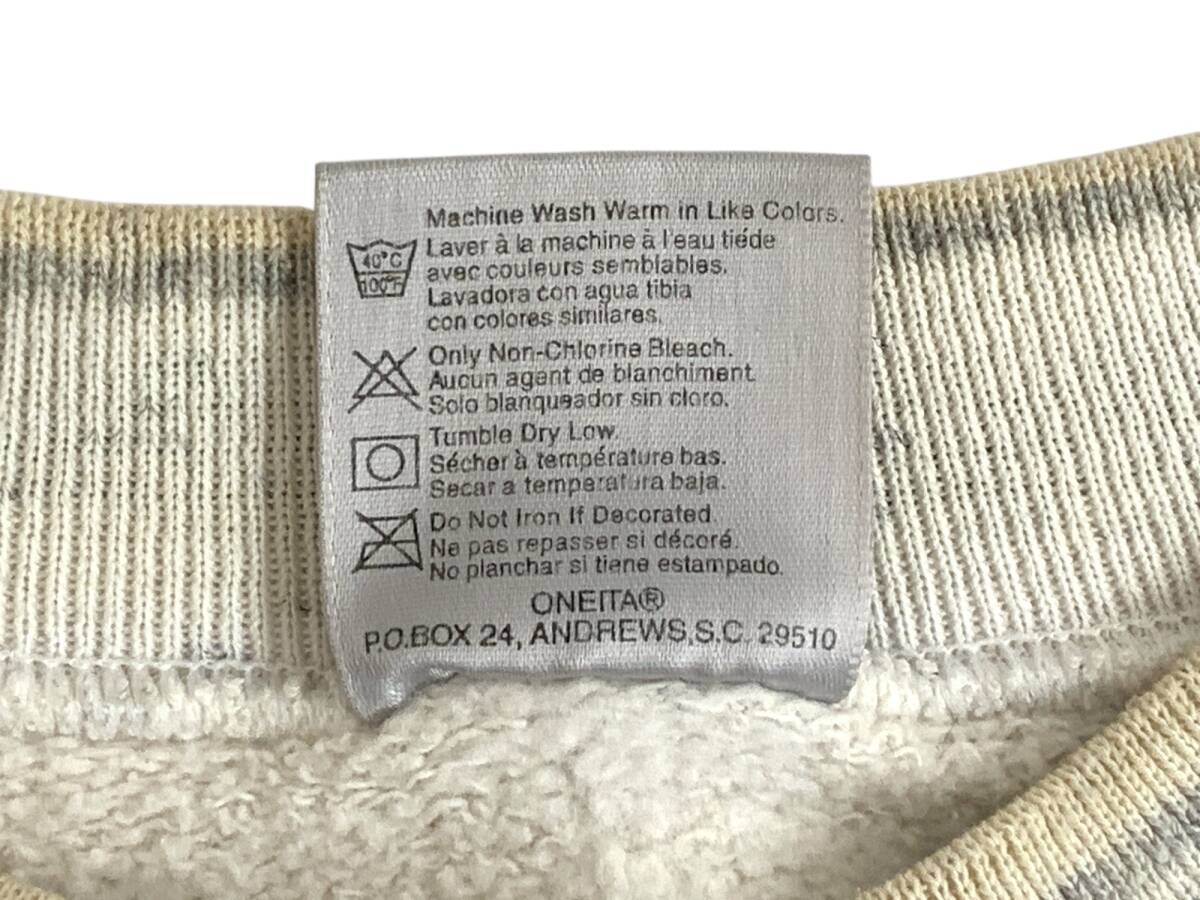 Machine Wash Warm in Like Colors.
40°C
100°F
Laver à la machine à l'eau tiéde
avec couleurs semblables.
Lavadora con agua tibia
con colores similares.
Only Non-Chlorine Bleach.
Aucun agent de blanchiment
Solo blanqueador sin cloro.
Tumble Dry Low.
Sécher à température bas.
Secar a temperatura baja.
Do Not Iron If Decorated.
Ne pas repasser si décoré.
No planchar si tiene estampado.
ONEITA®
P.O.BOX 24, ANDREWS,S.C. 29510